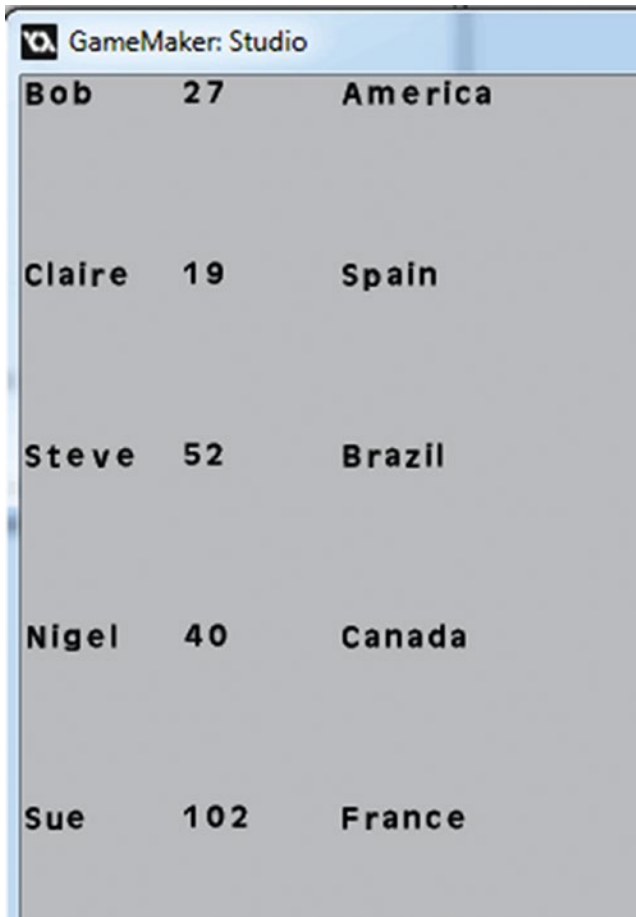 GameMaker: Studio
Bob 27 America
Claire 19 Spain
Steve 52 Brazil
Nigel 40 Canada
Sue 102 France